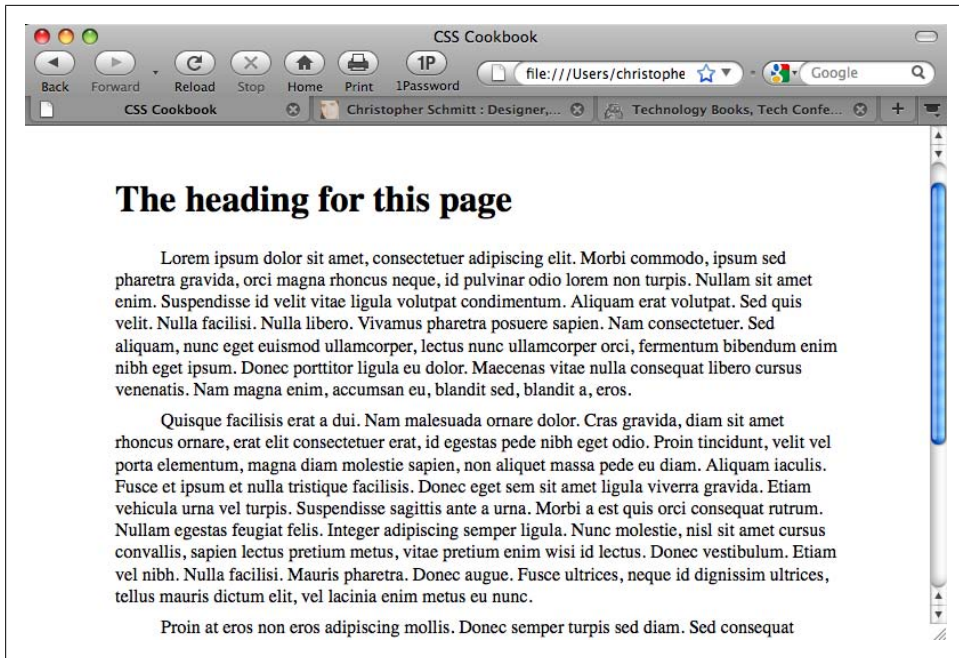 CSS Cookbook
1P
Back Forward Reload Stop Home Print 1Password file:///Users/christophe Google
CSS Cookbook Christopher Schmitt : Designer,... Technology Books, Tech Confe...
The heading for this page
Lorem ipsum dolor sit amet, consectetuer adipiscing elit. Morbi commodo, ipsum sed
pharetra gravida, orci magna rhoncus neque, id pulvinar odio lorem non turpis. Nullam sit amet
enim. Suspendisse id velit vitae ligula volutpat condimentum. Aliquam erat volutpat. Sed quis
velit. Nulla facilisi. Nulla libero. Vivamus pharetra posuere sapien. Nam consectetuer. Sed
aliquam, nunc eget euismod ullamcorper, lectus nunc ullamcorper orci, fermentum bibendum enim
nibh eget ipsum. Donec porttitor ligula eu dolor. Maecenas vitae nulla consequat libero cursus
venenatis. Nam magna enim, accumsan eu, blandit sed, blandit a, eros.
Quisque facilisis erat a dui. Nam malesuada ornare dolor. Cras gravida, diam sit amet
rhoncus ornare, erat elit consectetuer erat, id egestas pede nibh eget odio. Proin tincidunt, velit vel
porta elementum, magna diam molestie sapien, non aliquet massa pede eu diam. Aliquam iaculis.
Fusce et ipsum et nulla tristique facilisis. Donec eget sem sit amet ligula viverra gravida. Etiam
vehicula urna vel turpis. Suspendisse sagittis ante a urna. Morbi a est quis orci consequat rutrum.
Nullam egestas feugiat felis. Integer adipiscing semper ligula. Nunc molestie, nisl sit amet cursus
convallis, sapien lectus pretium metus, vitae pretium enim wisi id lectus. Donec vestibulum. Etiam
vel nibh. Nulla facilisi. Mauris pharetra. Donec augue. Fusce ultrices, neque id dignissim ultrices,
tellus mauris dictum elit, vel lacinia enim metus eu nunc.
Proin at eros non eros adipiscing mollis. Donec semper turpis sed diam. Sed consequat